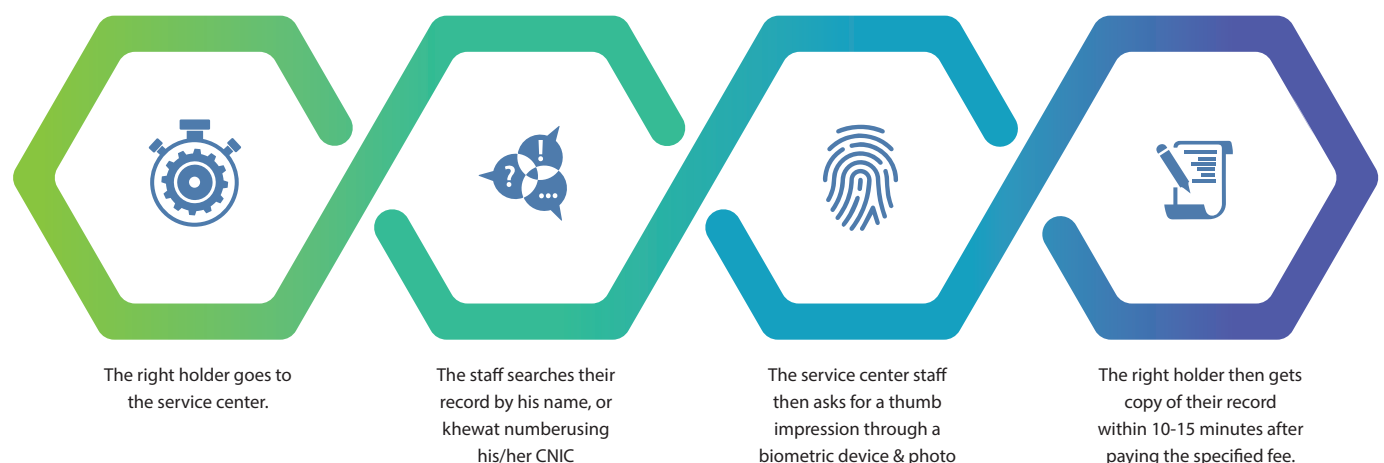 The right holder goes to
the service center.
The staff searches their
record by his name, or
khewat numberusing
his/her CNIC
The service center staff
then asks for a thumb
impression through a
biometric device & photo
The right holder then gets
copy of their record
within 10-15 minutes after
paying the specified fee.